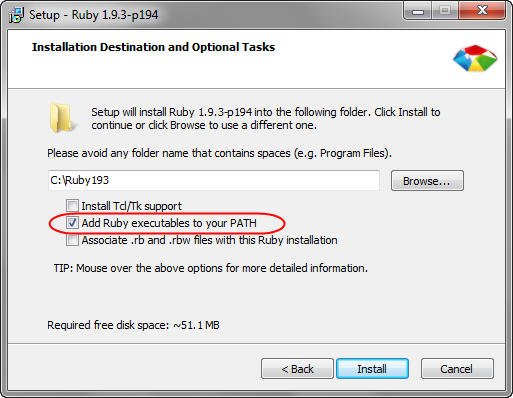 Setup - Ruby 1.9.3-p194
Installation Destination and Optional Tasks
Setup will install Ruby 1.9.3-p194 into the following folder. Click Install to
continue or click Browse to use a different one.
Please avoid any folder name that contains spaces (e.g. Program Files).
C:\Ruby193
Browse...
Install Tcl/Tk support
Add Ruby executables to your PATH
Associate .rb and .rbw files with this Ruby installation
TIP: Mouse over the above options for more detailed information.
Required free disk space: ~51.1 MB
< Back
Install
Cancel